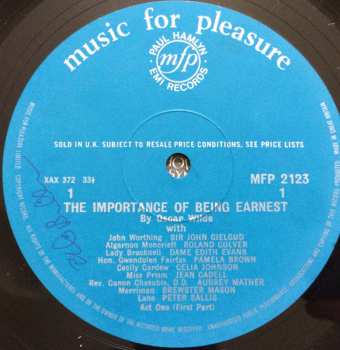 music for pleasure
PAUL HAMLYN
mfp
EMI RECORDS
SOLD IN U.K. SUBJECT TO RESALE PRICE CONDITIONS, SEE PRICE LISTS
XAX 372 33⅓ MFP 2123
1 1
THE IMPORTANCE OF BEING EARNEST
By Oscar Wilde
with
John Worthing SIR JOHN GIELGUD
Algernon Moncrieff ROLAND CULVER
Lady Bracknell DAME EDITH EVANS
Hon. Gwendolen Fairfax PAMELA BROWN
Cecily Cardew CELIA JOHNSON
Miss Prism JEAN CADELL
Rev. Canon Chasuble, D.D. AUBREY MATHER
Merriman BREWSTER MASON
Lane PETER SALLIS
Act One (First Part)